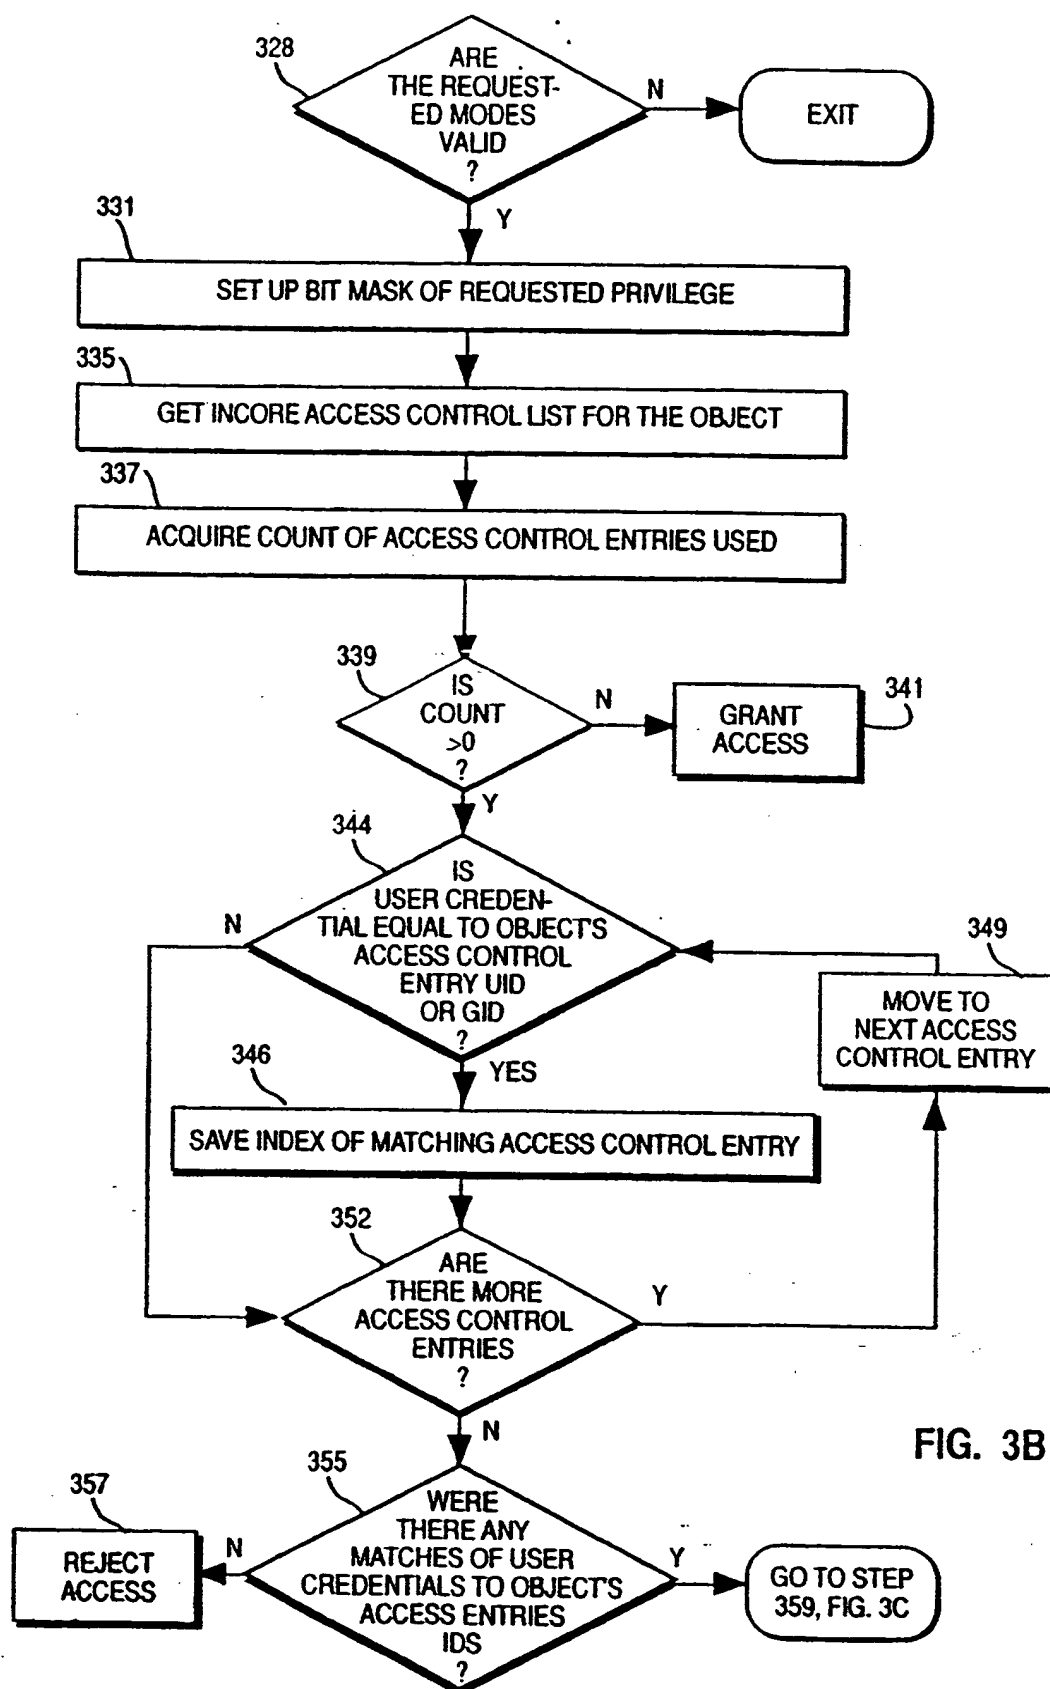 328
ARE
THE REQUEST-
ED MODES
VALID
?
N
EXIT
Y
331
SET UP BIT MASK OF REQUESTED PRIVILEGE
335
GET INCORE ACCESS CONTROL LIST FOR THE OBJECT
337
ACQUIRE COUNT OF ACCESS CONTROL ENTRIES USED
339
IS
COUNT
>0
?
N
GRANT
ACCESS
341
Y
344
IS
USER CREDEN-
TIAL EQUAL TO OBJECT'S
ACCESS CONTROL
ENTRY UID
OR GID
?
N
349
MOVE TO
NEXT ACCESS
CONTROL ENTRY
YES
346
SAVE INDEX OF MATCHING ACCESS CONTROL ENTRY
352
ARE
THERE MORE
ACCESS CONTROL
ENTRIES
?
Y
N
FIG. 3B
355
WERE
THERE ANY
MATCHES OF USER
CREDENTIALS TO OBJECT'S
ACCESS ENTRIES
IDS
?
N
357
REJECT
ACCESS
Y
GO TO STEP
359, FIG. 3C